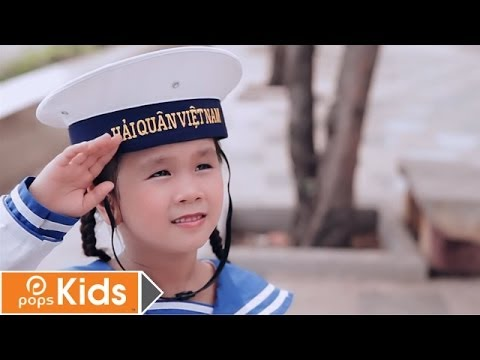 HẢI QUÂN VIỆT NAM
pops Kids